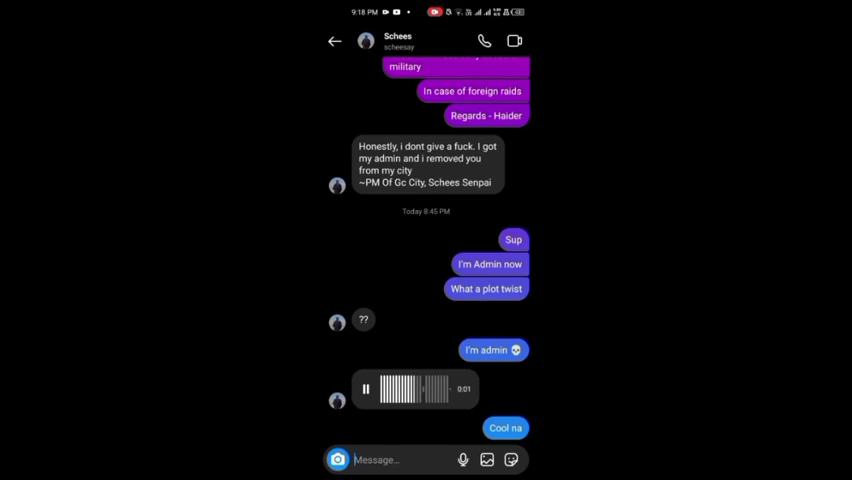 9:18 PM
Schees
scheesay
military
In case of foreign raids
Regards - Haider
Honestly, i dont give a fuck. I got
my admin and i removed you
from my city
~PM Of Gc City, Schees Senpai
Today 8:45 PM
Sup
I'm Admin now
What a plot twist
??
I'm admin 💀
0:01
Cool na
Message...